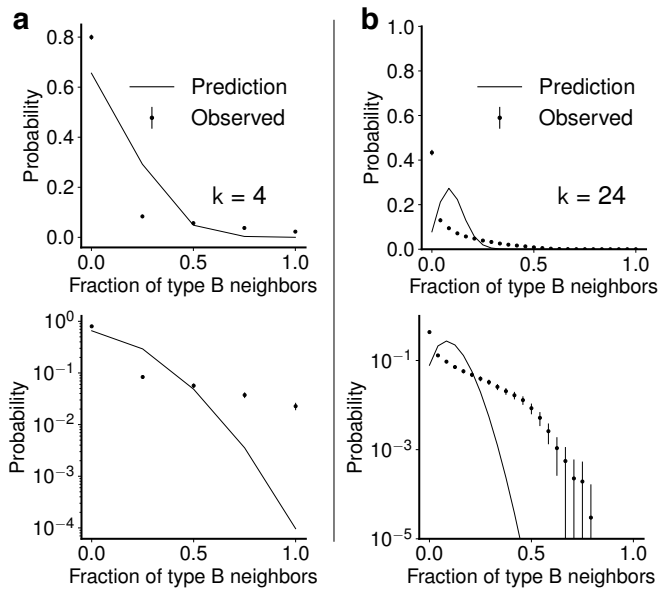 a
Probability
0.8
0.6
0.4
0.2
0.0
Prediction
Observed
k = 4
0.0 0.5 1.0
Fraction of type B neighbors
b
Probability
1.0
0.8
0.6
0.4
0.2
0.0
Prediction
Observed
k = 24
0.0 0.5 1.0
Fraction of type B neighbors
Probability
10⁰
10⁻¹
10⁻²
10⁻³
10⁻⁴
0.0 0.5 1.0
Fraction of type B neighbors
Probability
10⁻¹
10⁻³
10⁻⁵
0.0 0.5 1.0
Fraction of type B neighbors